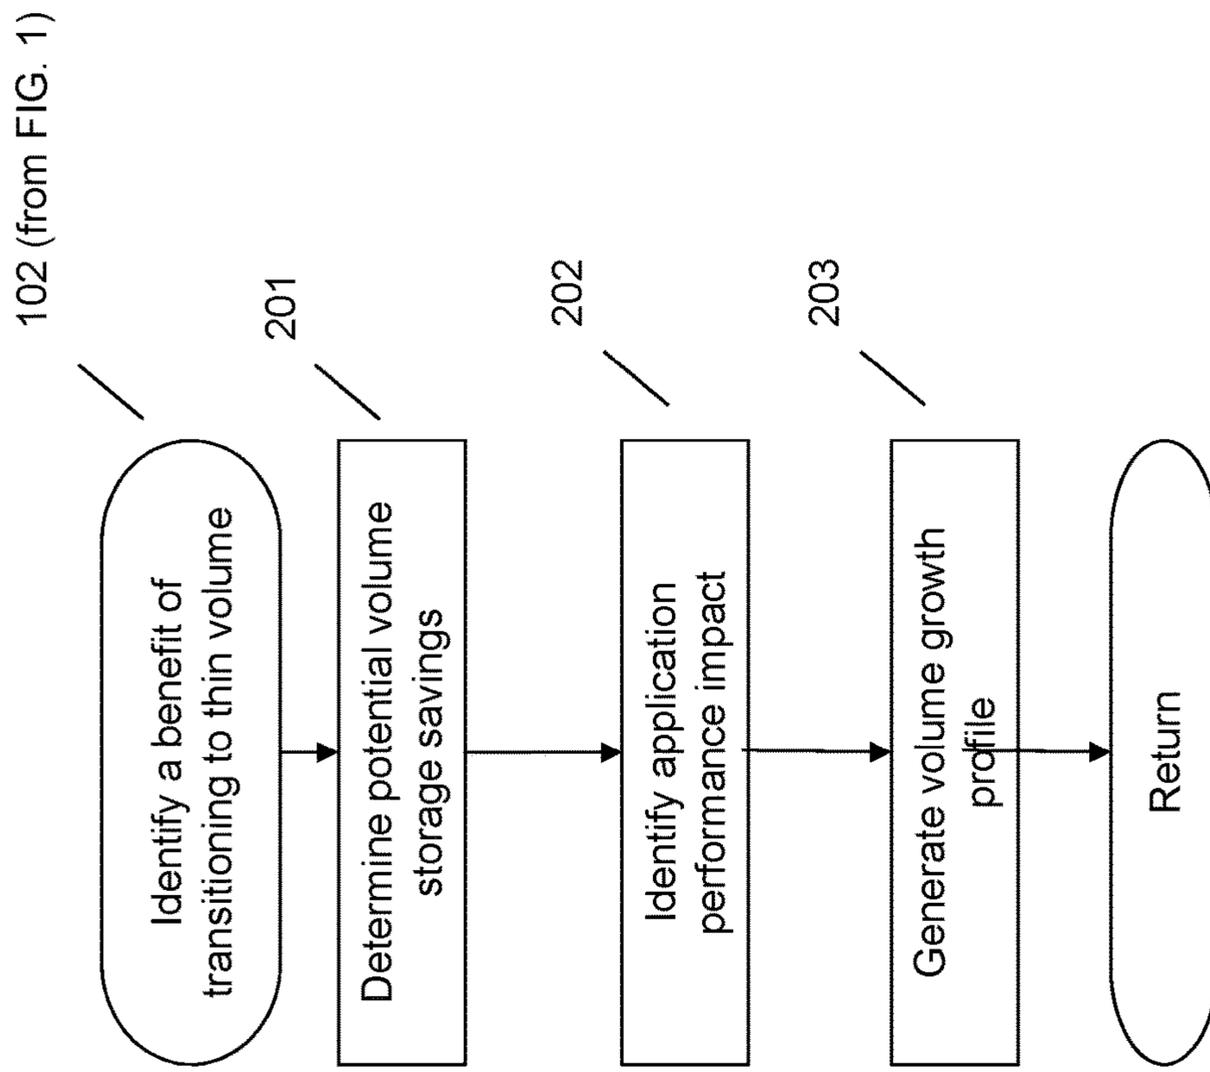 102 (from FIG. 1)
Identify a benefit of
transitioning to thin volume
201
Determine potential volume
storage savings
202
Identify application
performance impact
203
Generate volume growth
profile
Return